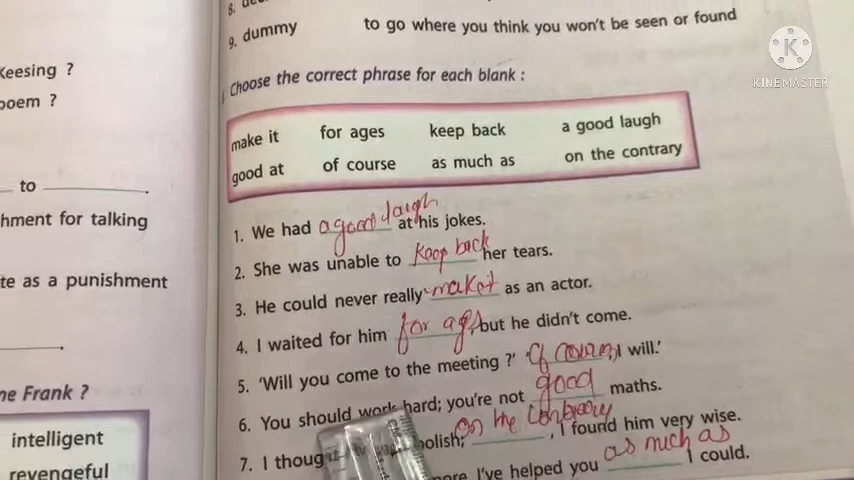 8.
9. dummy to go where you think you won't be seen or found
K
KINEMASTER
Keesing ?
poem ?
to ________.
hment for talking
te as a punishment
ne Frank ?
intelligent
revengeful
Choose the correct phrase for each blank :
make it for ages keep back a good laugh
good at of course as much as on the contrary
1. We had a good laugh at his jokes.
2. She was unable to keep back her tears.
3. He could never really make it as an actor.
4. I waited for him for ages, but he didn't come.
5. 'Will you come to the meeting ?' 'Of course, I will.'
6. You should work hard; you're not good maths.
7. I thoug oolish; on the contrary, I found him very wise.
ore I've helped you as much as I could.